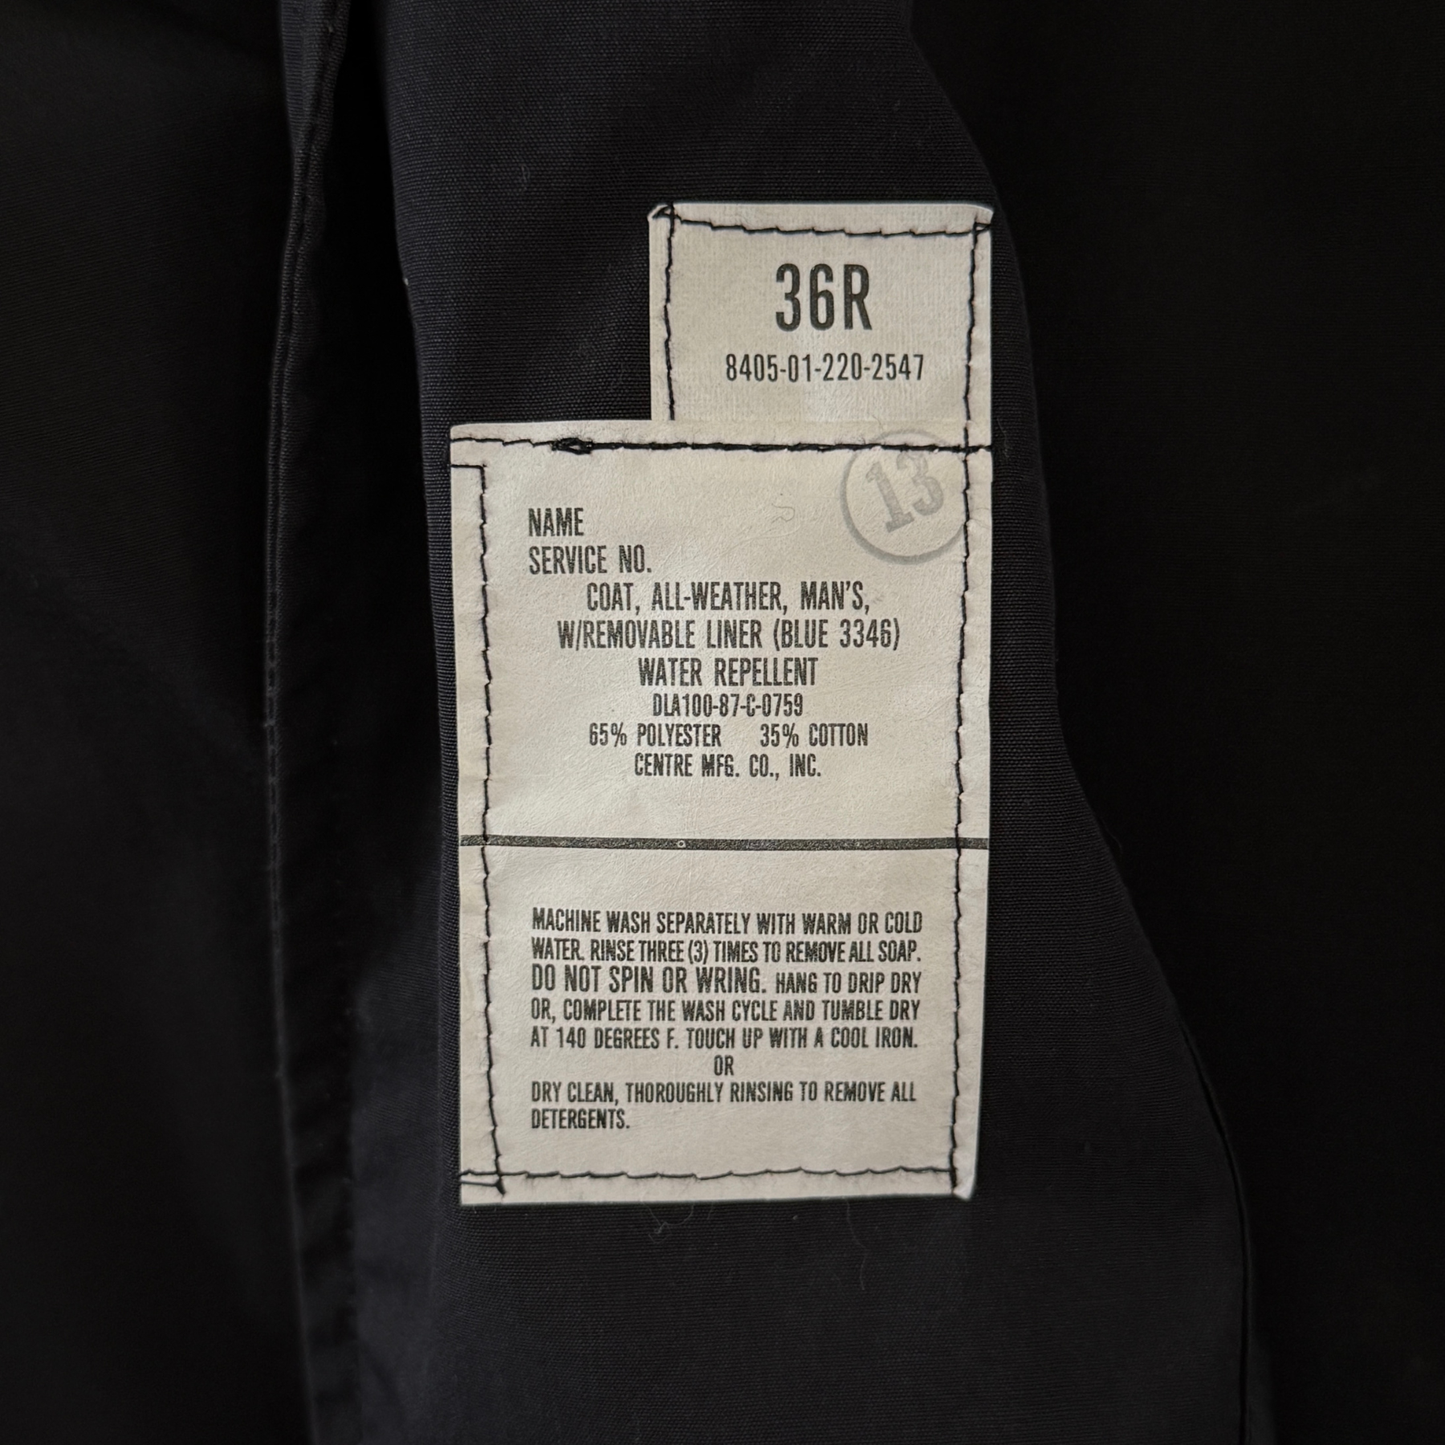 36R
8405-01-220-2547
13
NAME
SERVICE NO.
COAT, ALL-WEATHER, MAN'S,
W/REMOVABLE LINER (BLUE 3346)
WATER REPELLENT
DLA100-87-C-0759
65% POLYESTER 35% COTTON
CENTRE MFG. CO., INC.
MACHINE WASH SEPARATELY WITH WARM OR COLD
WATER. RINSE THREE (3) TIMES TO REMOVE ALL SOAP.
DO NOT SPIN OR WRING. HANG TO DRIP DRY
OR, COMPLETE THE WASH CYCLE AND TUMBLE DRY
AT 140 DEGREES F. TOUCH UP WITH A COOL IRON.
OR
DRY CLEAN, THOROUGHLY RINSING TO REMOVE ALL
DETERGENTS.